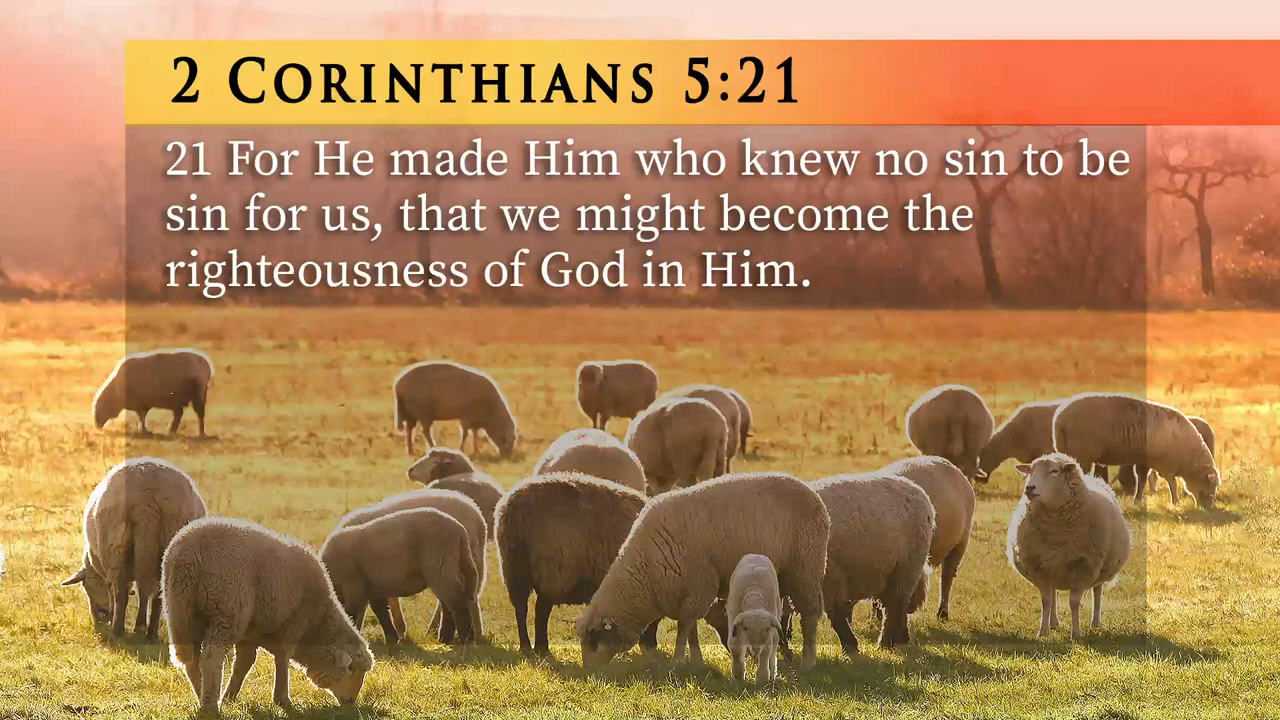 2 Corinthians 5:21
21 For He made Him who knew no sin to be
sin for us, that we might become the
righteousness of God in Him.